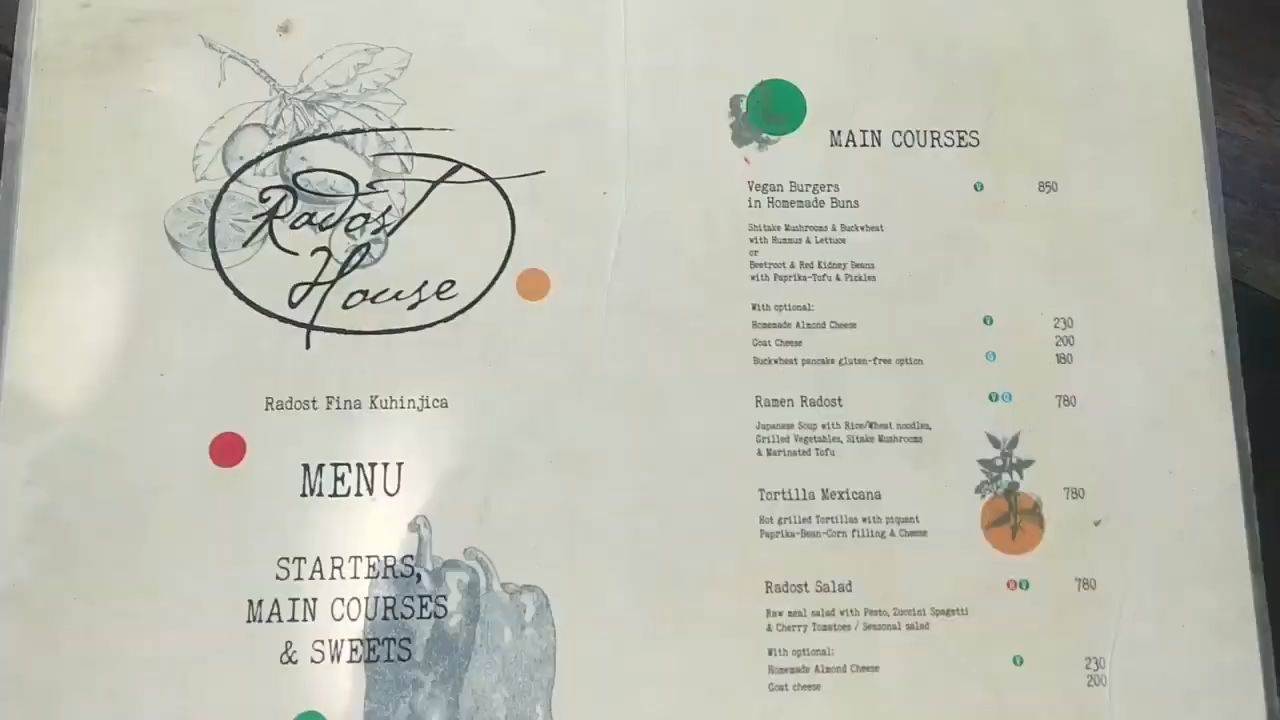 Radost
House
Radost Fina Kuhinjica
MENU
STARTERS,
MAIN COURSES
& SWEETS
MAIN COURSES
Vegan Burgers V 850
in Homemade Buns
Shitake Mushrooms & Buckwheat
with Hummus & Lettuce
or
Beetroot & Red Kidney Beans
with Paprika-Tofu & Pickles
With optional:
Homemade Almond Cheese V 230
Goat Cheese 200
Buckwheat pancake gluten-free option G 180
Ramen Radost V G 780
Japanese Soup with Rice/Wheat noodles,
Grilled Vegetables, Sitake Mushrooms
& Marinated Tofu
Tortilla Mexicana 780
Hot grilled Tortillas with piquant
Paprika-Bean-Corn filling & Cheese
Radost Salad R V 780
Raw meal salad with Pesto, Zuccini Spagetti
& Cherry Tomatoes / Seasonal salad
With optional:
Homemade Almond Cheese V 230
Goat cheese 200